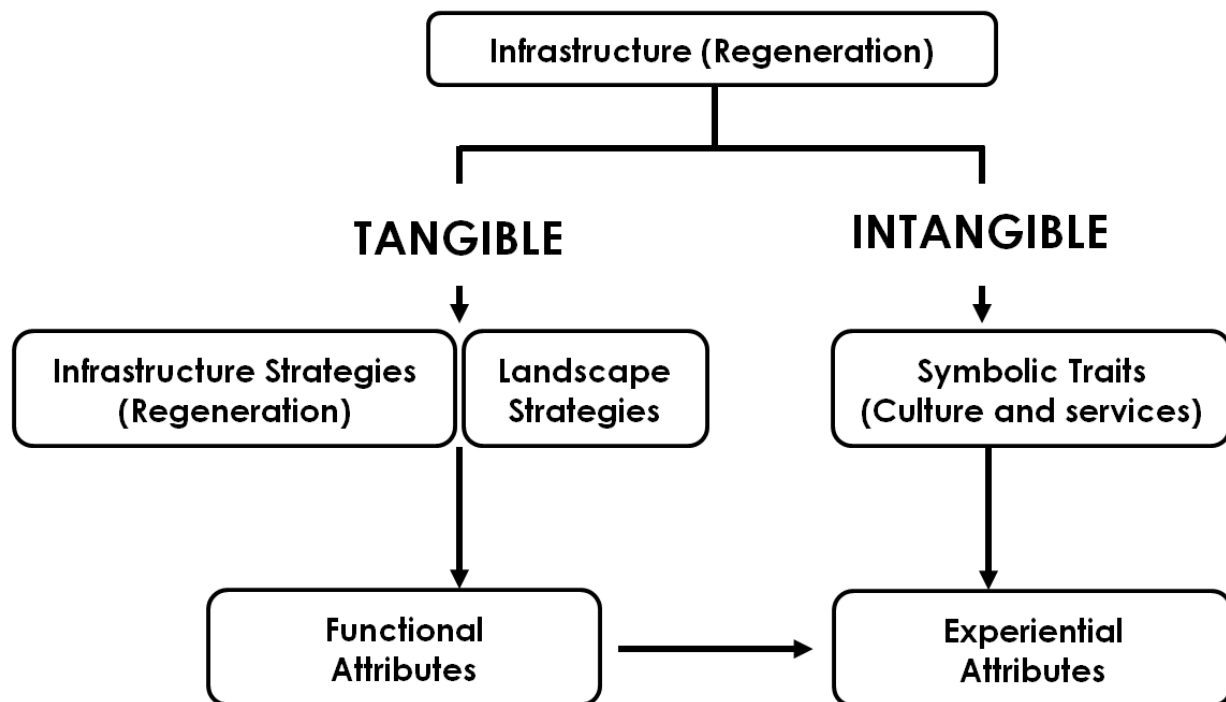 Infrastructure (Regeneration)
TANGIBLE
INTANGIBLE
Infrastructure Strategies
(Regeneration)
Landscape
Strategies
Symbolic Traits
(Culture and services)
Functional
Attributes
Experiential
Attributes